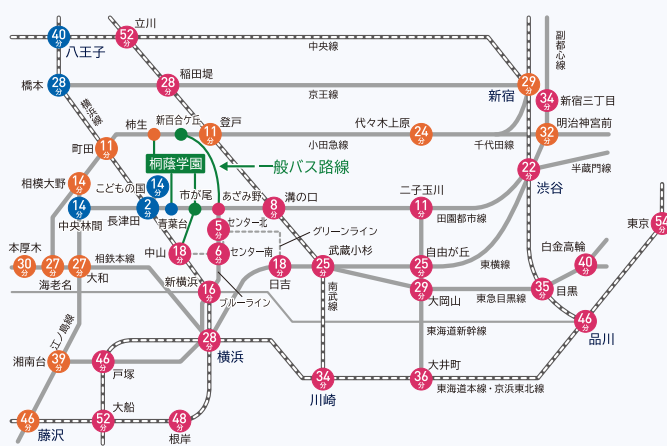 立川
52分
40分
八王子
中央線
副都心線
橋本
28分
28分
稲田堤
京王線
新宿
29分
34分
新宿三丁目
横浜線
柿生
新百合ケ丘
11分
登戸
代々木上原
24分
32分
明治神宮前
小田急線
千代田線
町田
11分
桐蔭学園
一般バス路線
22分
渋谷
半蔵門線
相模大野
14分
こどもの国
14分
市が尾
あざみ野
溝の口
二子玉川
14分
中央林間
2分
長津田
青葉台
8分
11分
田園都市線
5分
センター北
グリーンライン
東京
54分
本厚木
30分
27分
海老名
27分
大和
相鉄本線
中山
18分
6分
センター南
18分
日吉
武蔵小杉
25分
自由が丘
25分
東横線
白金高輪
40分
新横浜
16分
ブルーライン
南武線
29分
大岡山
東急目黒線
35分
目黒
46分
品川
東海道新幹線
江ノ島線
湘南台
39分
46分
戸塚
28分
横浜
大井町
34分
川崎
36分
東海道本線・京浜東北線
46分
藤沢
大船
52分
48分
根岸